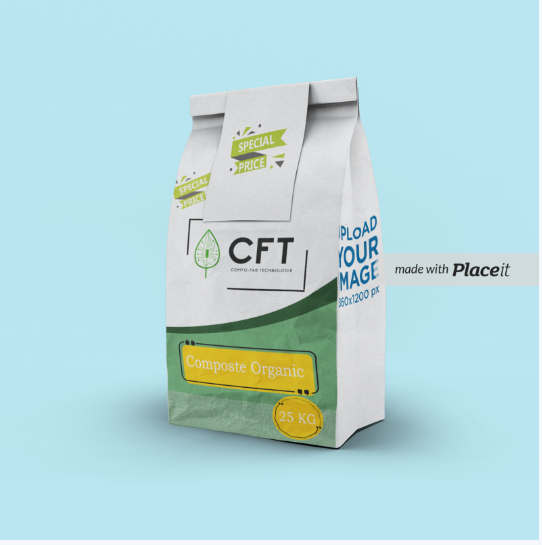 SPECIAL
PRICE
SPECIAL
PRICE
CFT
COMPO-FAB TECHNOLOGIE
UPLOAD
YOUR
IMAGE
Composte Organic
25 KG
made with Placeit